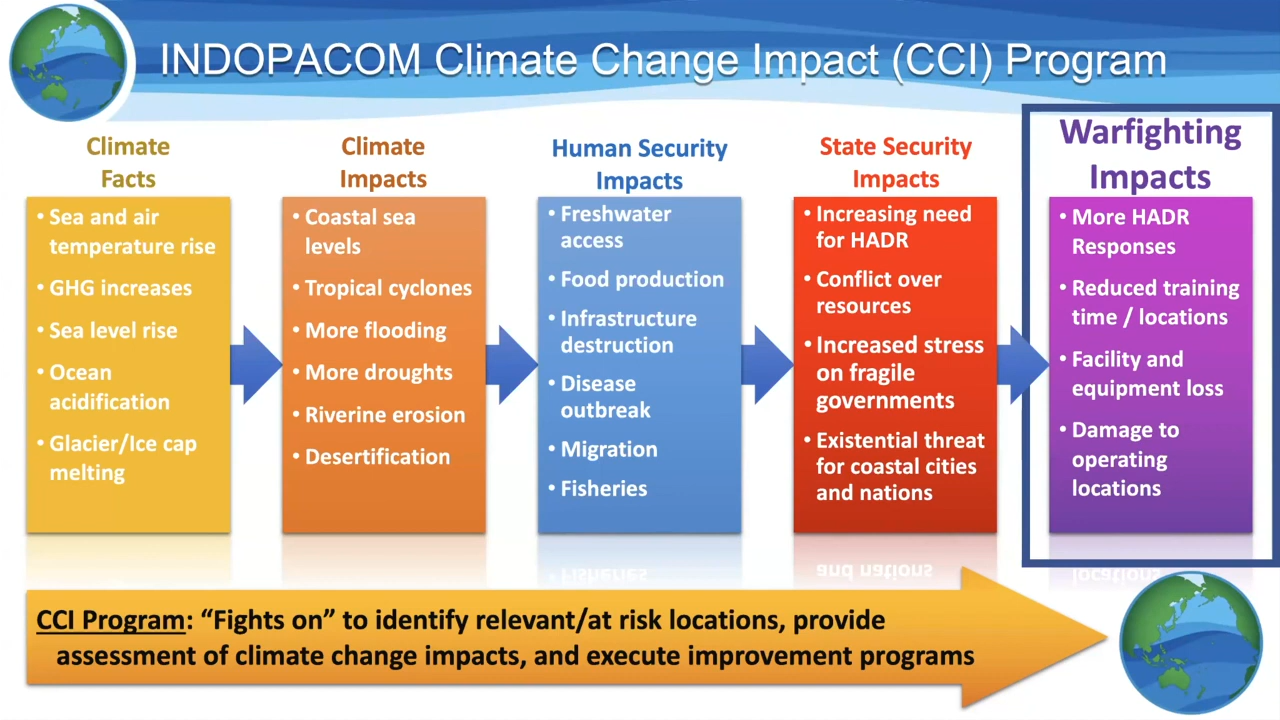 INDOPACOM Climate Change Impact (CCI) Program
Climate
Facts
• Sea and air
temperature rise
• GHG increases
• Sea level rise
• Ocean
acidification
• Glacier/Ice cap
melting
Climate
Impacts
• Coastal sea
levels
• Tropical cyclones
• More flooding
• More droughts
• Riverine erosion
• Desertification
Human Security
Impacts
• Freshwater
access
• Food production
• Infrastructure
destruction
• Disease
outbreak
• Migration
• Fisheries
State Security
Impacts
• Increasing need
for HADR
• Conflict over
resources
• Increased stress
on fragile
governments
• Existential threat
for coastal cities
and nations
Warfighting
Impacts
• More HADR
Responses
• Reduced training
time / locations
• Facility and
equipment loss
• Damage to
operating
locations
CCI Program: “Fights on” to identify relevant/at risk locations, provide
assessment of climate change impacts, and execute improvement programs